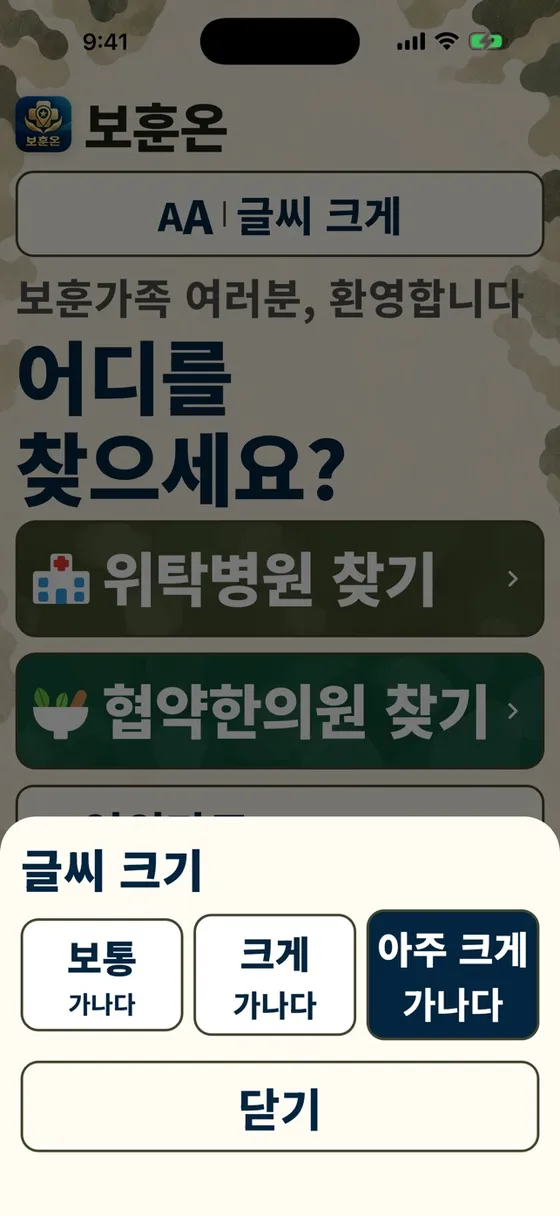 9:41
보훈온
보훈온
AA | 글씨 크게
보훈가족 여러분, 환영합니다
어디를
찾으세요?
위탁병원 찾기
협약한의원 찾기
글씨 크기
보통
가나다
크게
가나다
아주 크게
가나다
닫기